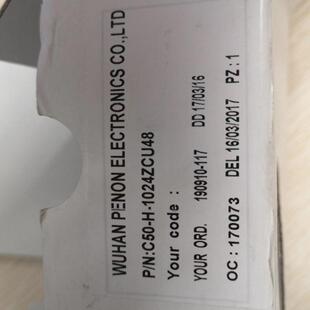 WUHAN PENON ELECTRONICS CO.,LTD
P/N:C50-H-1024ZCU48
Your code :
YOUR ORD. 190910-117 DD 17/03/16
OC : 170073 DEL 16/03/2017 PZ : 1